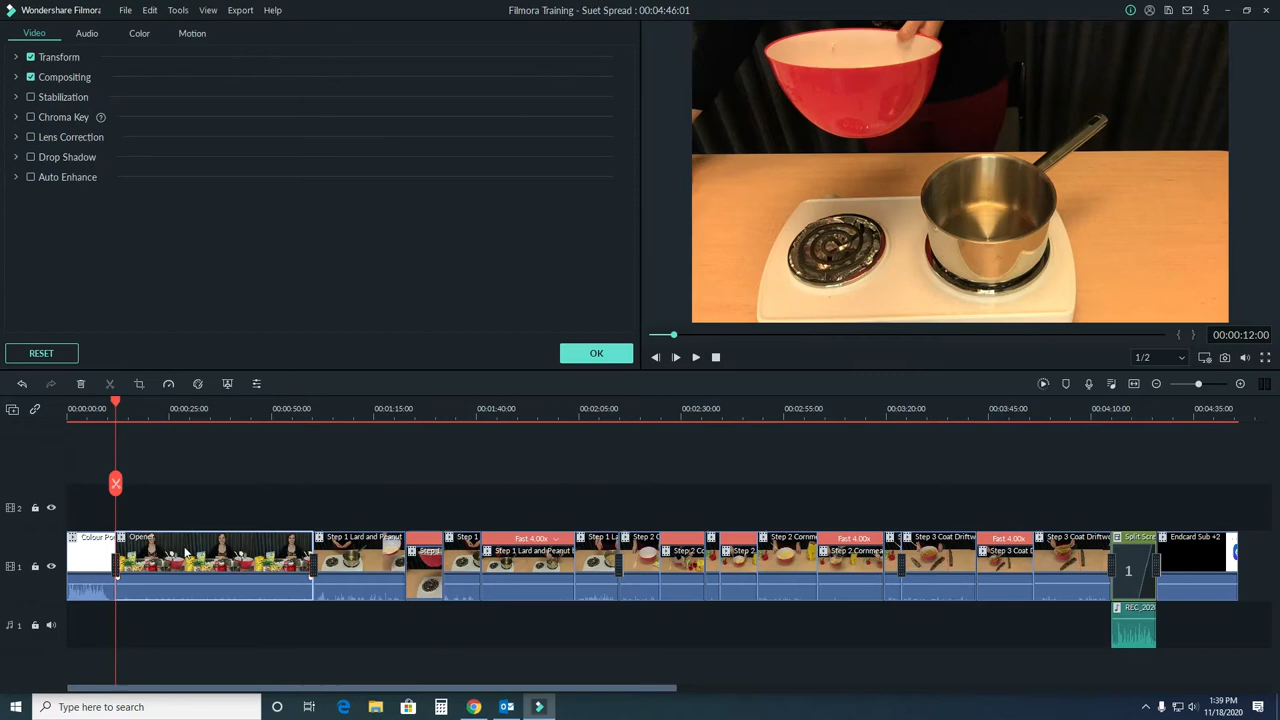 Wondershare Filmora File Edit Tools View Export Help Filmora Training - Suet Spread : 00:04:46:01
Video Audio Color Motion
Transform
Compositing
Stabilization
Chroma Key ?
Lens Correction
Drop Shadow
Auto Enhance
RESET OK
00:00:12:00
1/2
00:00:00:00 00:00:25:00 00:00:50:00 00:01:15:00 00:01:40:00 00:02:05:00 00:02:30:00 00:02:55:00 00:03:20:00 00:03:45:00 00:04:10:00 00:04:35:00
2
Colour Po Opener Step 1 Lard and Peanut Step 1 Fast 4.00x Step 1 La Step 2 C Step 2 Corn Fast 4.00x Step 3 Coat Driftw Fast 4.00x Step 3 Coat Driftw Split Scre Endcard Sub +2
Step 1 Lard and Peanut Step 2 Co Step 2 Step 2 Cornmea Step 3 Coat D
1 1
REC_202
1
Type here to search 1:39 PM
11/18/2020